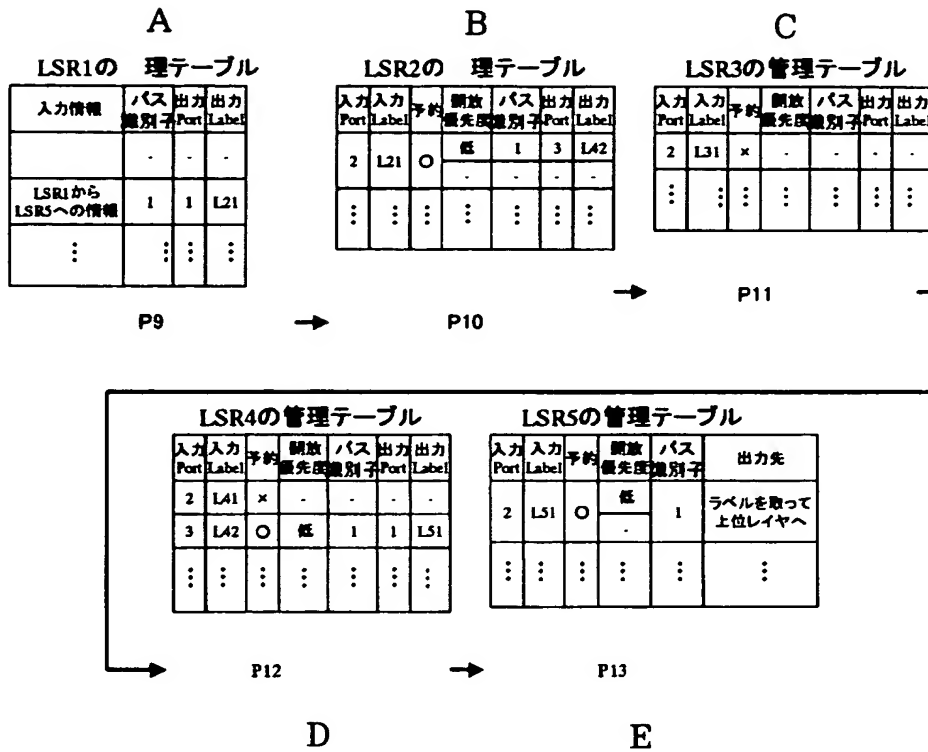 A
B
C
LSR1の 理テーブル
入力情報 パス識別子 出力Port 出力Label
- - -
LSR1からLSR5への情報 1 1 L21
⋮ ⋮ ⋮ ⋮
LSR2の 理テーブル
入力Port 入力Label 予約 開放優先度 パス識別子 出力Port 出力Label
2 L21 ○ 低 1 3 L42
- - - -
⋮ ⋮ ⋮ ⋮ ⋮ ⋮ ⋮
LSR3の管理テーブル
入力Port 入力Label 予約 開放優先度 パス識別子 出力Port 出力Label
2 L31 × - - - -
⋮ ⋮ ⋮ ⋮ ⋮ ⋮ ⋮
P9 → P10 → P11 →
LSR4の管理テーブル
入力Port 入力Label 予約 開放優先度 パス識別子 出力Port 出力Label
2 L41 × - - - -
3 L42 ○ 低 1 1 L51
⋮ ⋮ ⋮ ⋮ ⋮ ⋮ ⋮
LSR5の管理テーブル
入力Port 入力Label 予約 開放優先度 パス識別子 出力先
2 L51 ○ 低 1 ラベルを取って上位レイヤへ
-
⋮ ⋮ ⋮ ⋮ ⋮ ⋮
→ P12 → P13
D
E